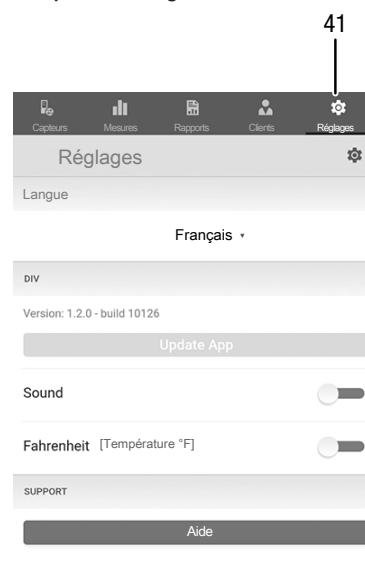 41
Capteurs Mesures Rapports Clients Réglages
Réglages
Langue
Français
DIV
Version: 1.2.0 - build 10126
Update App
Sound
Fahrenheit [Température °F]
SUPPORT
Aide